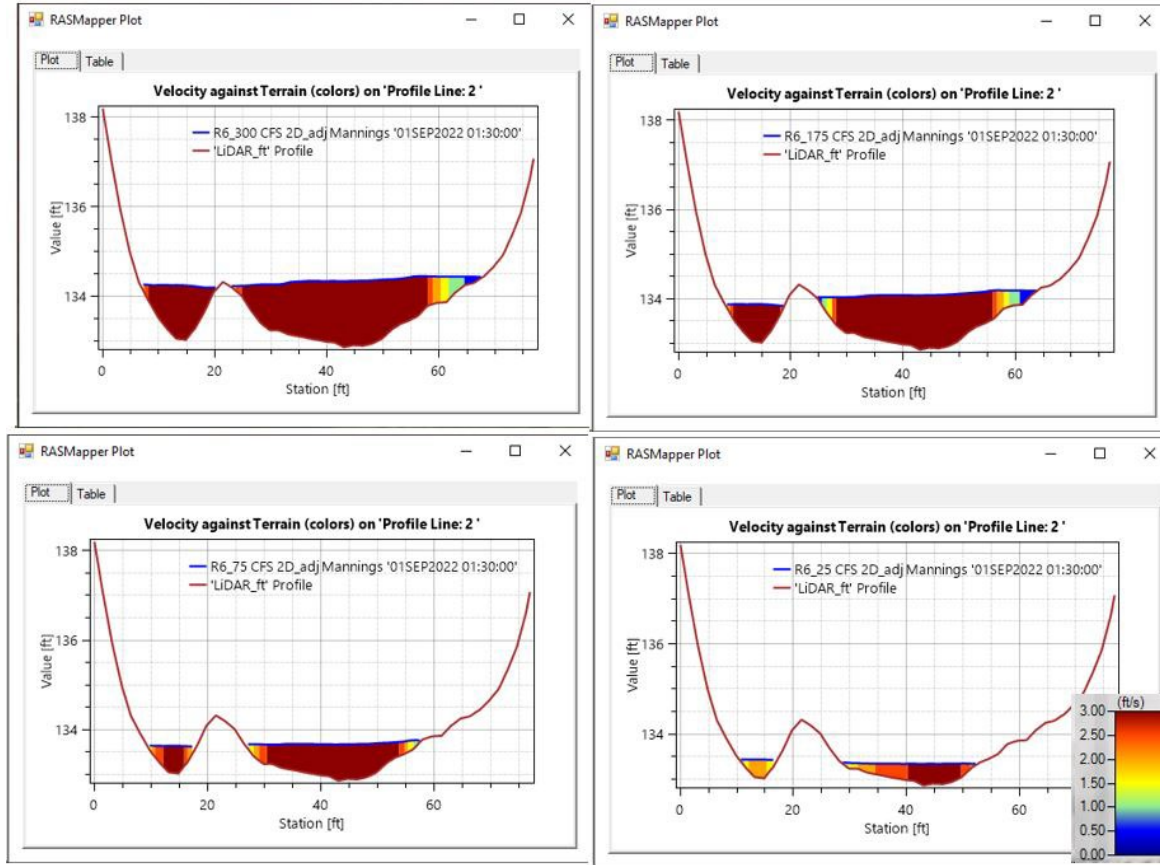 RASMapper Plot
Plot
Table
Velocity against Terrain (colors) on 'Profile Line: 2 '
R6_300 CFS 2D_adj Mannings '01SEP2022 01:30:00'
'LiDAR_ft' Profile
138
136
134
Value [ft]
0 20 40 60
Station [ft]
RASMapper Plot
Plot
Table
Velocity against Terrain (colors) on 'Profile Line: 2 '
R6_175 CFS 2D_adj Mannings '01SEP2022 01:30:00'
'LiDAR_ft' Profile
138
136
134
Value [ft]
0 20 40 60
Station [ft]
RASMapper Plot
Plot
Table
Velocity against Terrain (colors) on 'Profile Line: 2 '
R6_75 CFS 2D_adj Mannings '01SEP2022 01:30:00'
'LiDAR_ft' Profile
138
136
134
Value [ft]
0 20 40 60
Station [ft]
RASMapper Plot
Plot
Table
Velocity against Terrain (colors) on 'Profile Line: 2 '
R6_25 CFS 2D_adj Mannings '01SEP2022 01:30:00'
'LiDAR_ft' Profile
138
136
134
Value [ft]
0 20 40 60
Station [ft]
(ft/s)
3.00
2.50
2.00
1.50
1.00
0.50
0.00